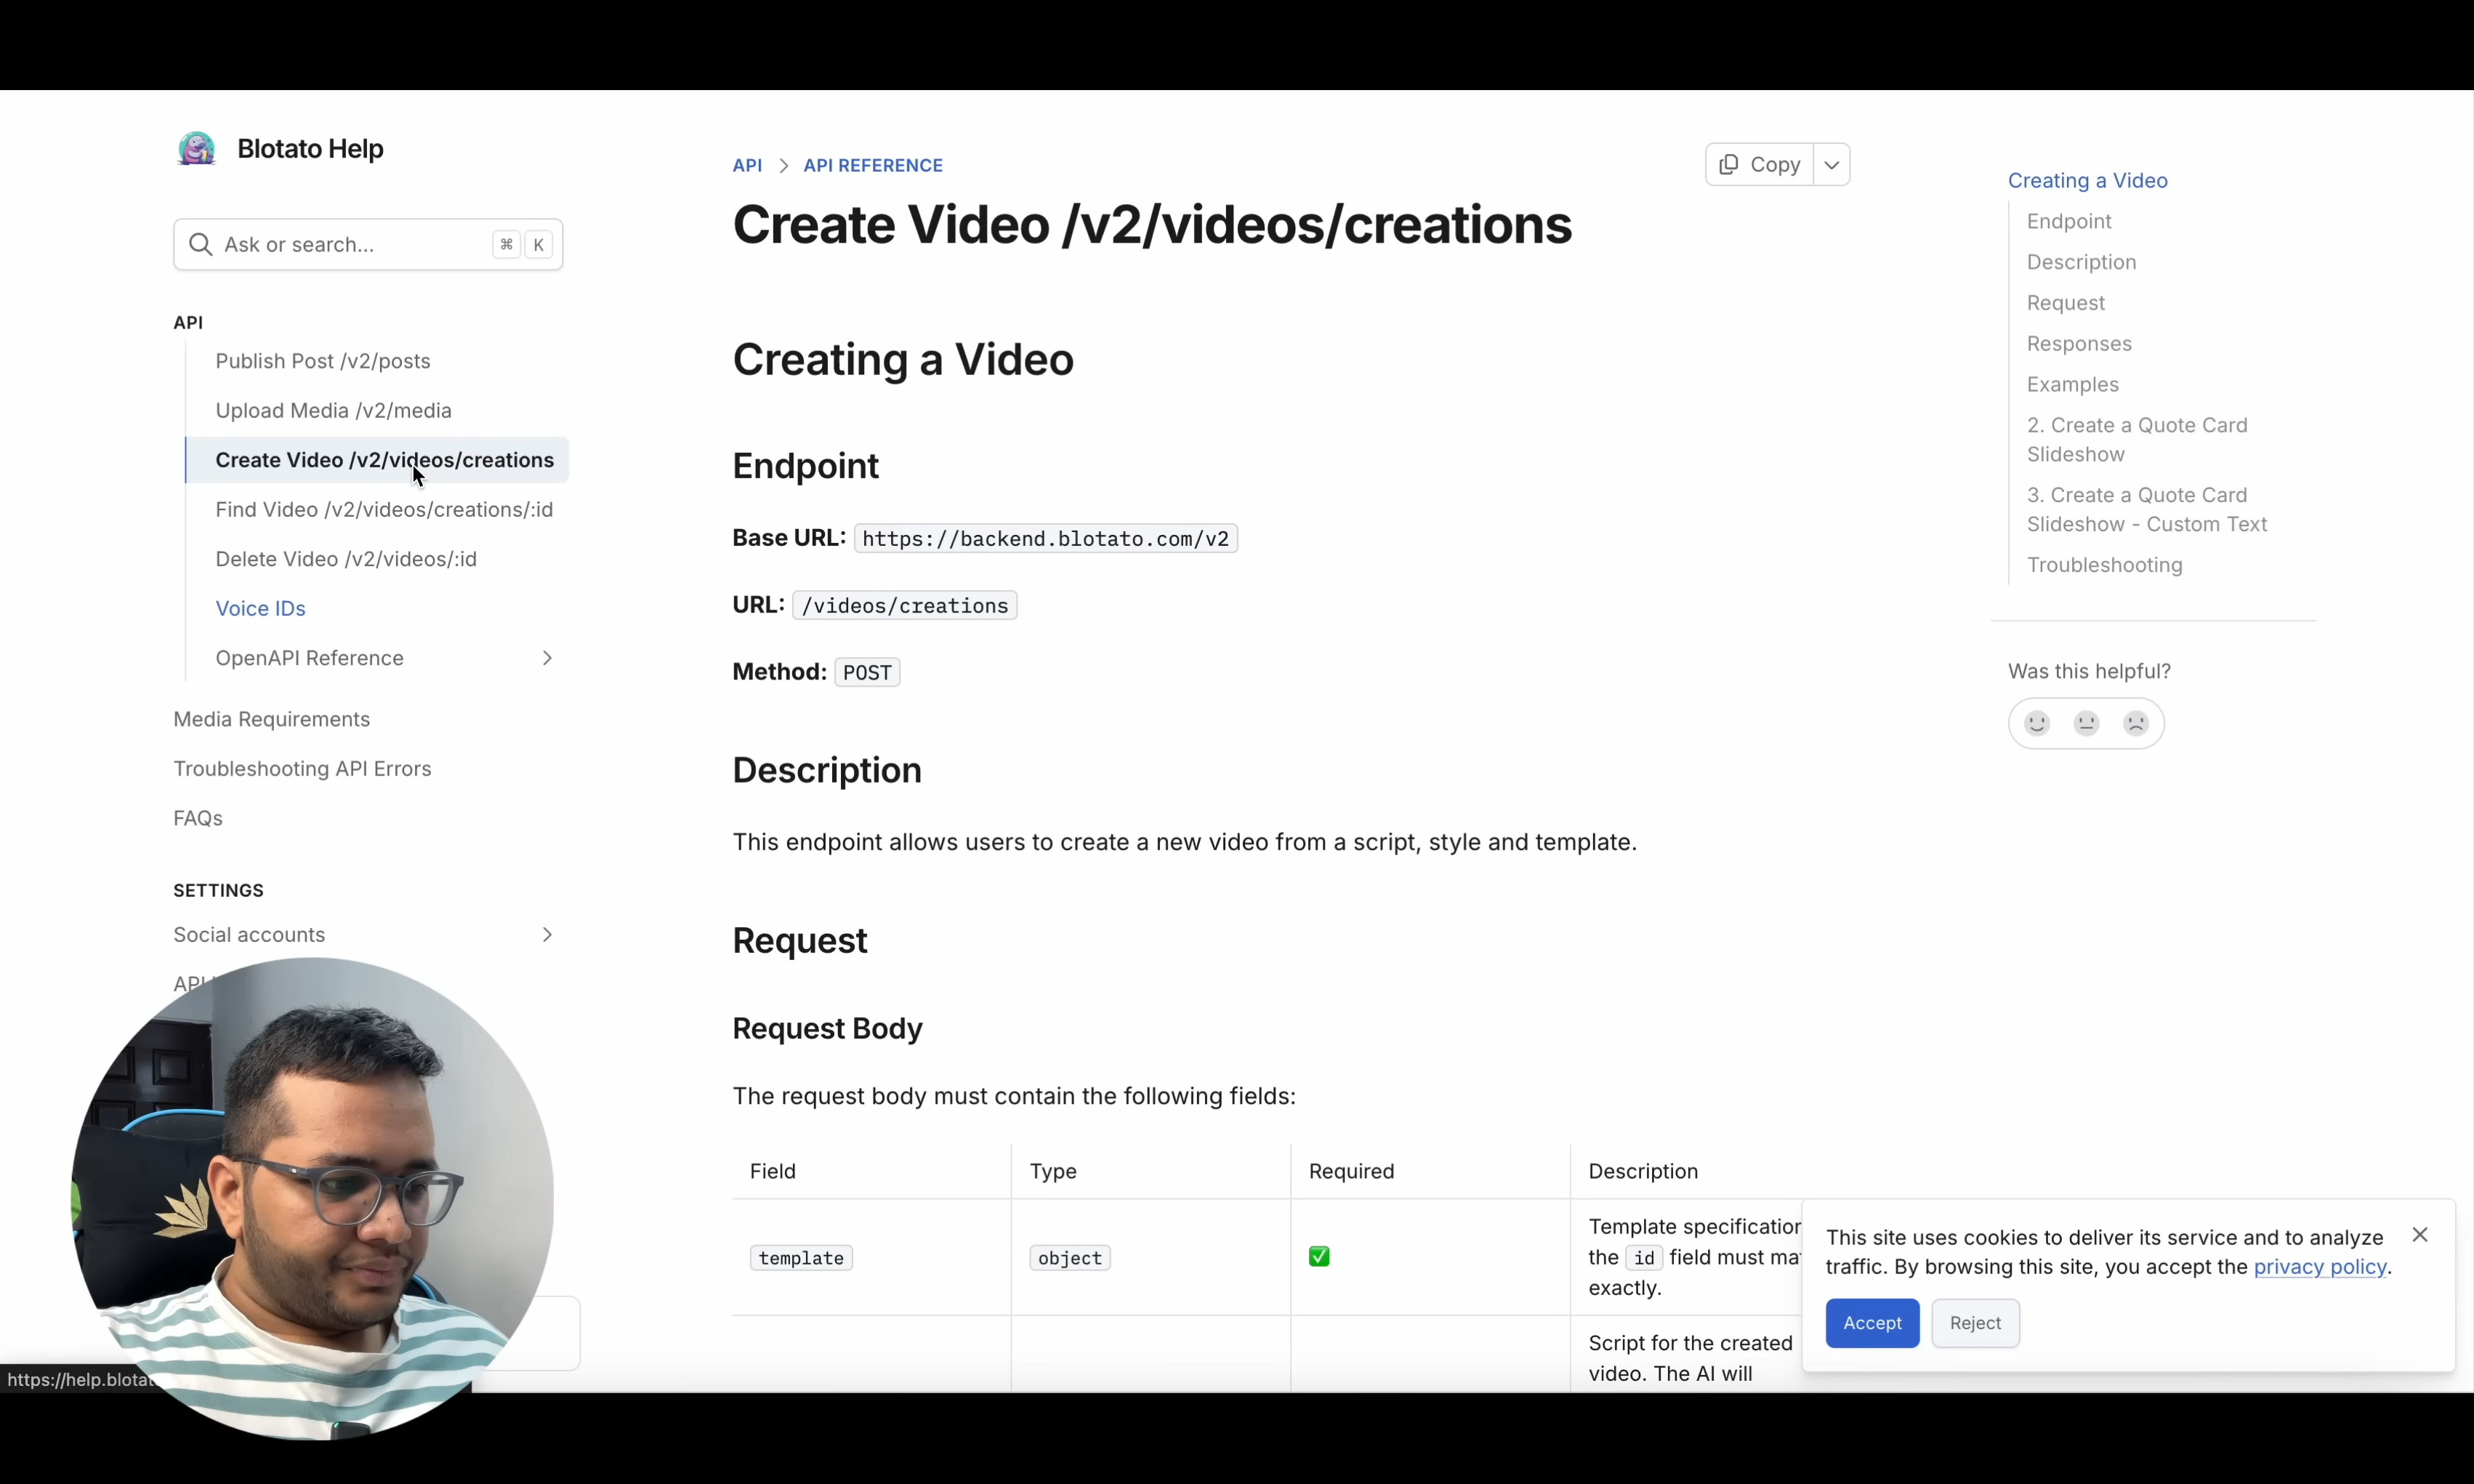 Blotato Help
Ask or search...
⌘ K
API
Publish Post /v2/posts
Upload Media /v2/media
Create Video /v2/videos/creations
Find Video /v2/videos/creations/:id
Delete Video /v2/videos/:id
Voice IDs
OpenAPI Reference
Media Requirements
Troubleshooting API Errors
FAQs
SETTINGS
Social accounts
API
https://help.blotat
API > API REFERENCE
Copy
Create Video /v2/videos/creations
Creating a Video
Endpoint
Base URL: https://backend.blotato.com/v2
URL: /videos/creations
Method: POST
Description
This endpoint allows users to create a new video from a script, style and template.
Request
Request Body
The request body must contain the following fields:
Field Type Required Description
template object ✅ Template specification
the id field must
exactly.
Script for the created
video. The AI will
Creating a Video
Endpoint
Description
Request
Responses
Examples
2. Create a Quote Card
Slideshow
3. Create a Quote Card
Slideshow - Custom Text
Troubleshooting
Was this helpful?
This site uses cookies to deliver its service and to analyze
traffic. By browsing this site, you accept the privacy policy.
Accept
Reject